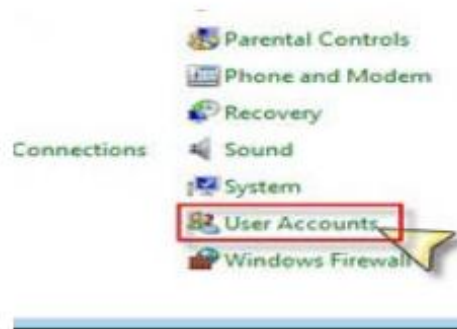 Parental Controls
Phone and Modem
Recovery
Connections
Sound
System
User Accounts
Windows Firewall